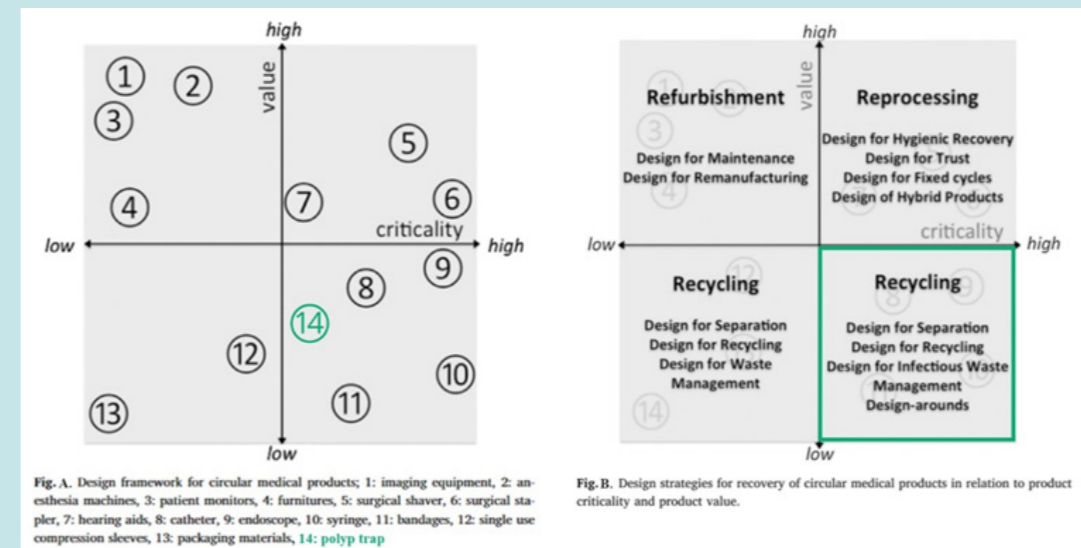 high
value
1
2
3
5
4
7
6
criticality
low
high
9
8
14
12
10
11
13
low
Fig. A. Design framework for circular medical products; 1: imaging equipment, 2: an-
esthesia machines, 3: patient monitors, 4: furnitures, 5: surgical shaver, 6: surgical sta-
pler, 7: hearing aids, 8: catheter, 9: endoscope, 10: syringe, 11: bandages, 12: single use
compression sleeves, 13: packaging materials, 14: polyp trap
high
value
Refurbishment
3
Design for Maintenance
Design for Remanufacturing
4
Reprocessing
Design for Hygienic Recovery
Design for Trust
Design for Fixed cycles
Design of Hybrid Products
criticality
low
high
12
Recycling
Design for Separation
Design for Recycling
Design for Waste
Management
14
9
Recycling
8
Design for Separation
Design for Recycling
Design for Infectious Waste
Management
Design-arounds
low
Fig. B. Design strategies for recovery of circular medical products in relation to product
criticality and product value.